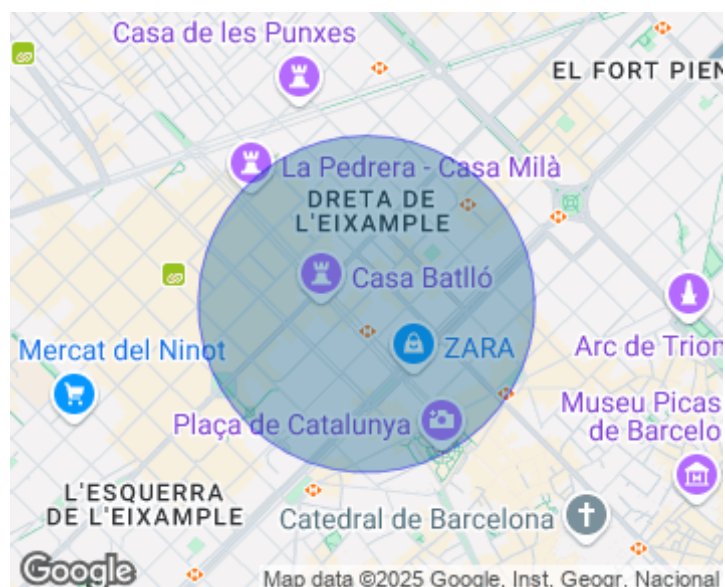 Casa de les Punxes
EL FORT PIEN
La Pedrera - Casa Milà
DRETA DE
L'EIXAMPLE
Casa Batlló
Mercat del Ninot
ZARA
Arc de Trion
Plaça de Catalunya
Museu Picas
de Barcelo
L'ESQUERRA
DE L'EIXAMPLE
Catedral de Barcelona
Google
Map data ©2025 Google, Inst. Geogr. Nacional